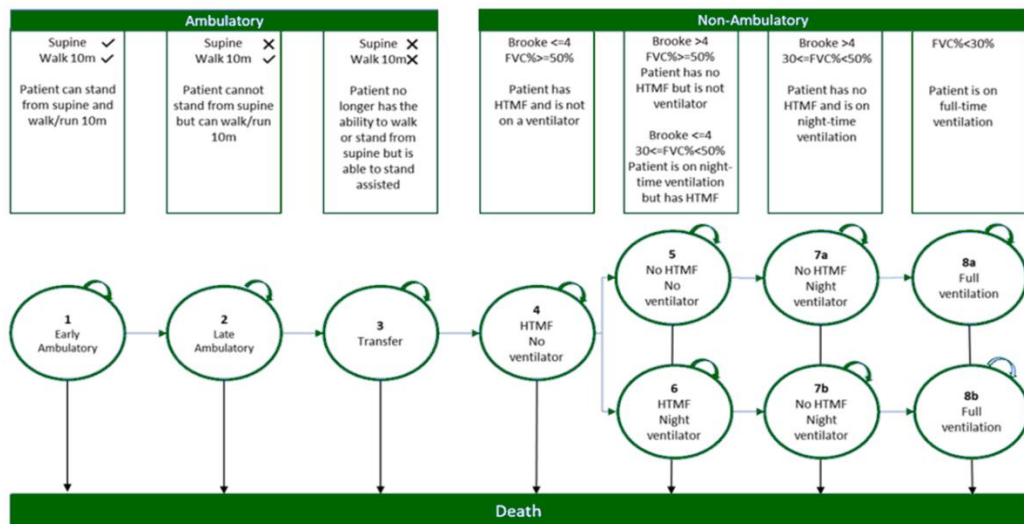 Ambulatory
Non-Ambulatory
Supine ✓
Walk 10m ✓
Patient can stand
from supine and
walk/run 10m
Supine ✕
Walk 10m ✓
Patient cannot
stand from supine
but can walk/run
10m
Supine ✕
Walk 10m✕
Patient no
longer has the
ability to walk
or stand from
supine but is
able to stand
assisted
Brooke <=4
FVC%>=50%
Patient has
HTMF and is not
on a ventilator
Brooke >4
FVC%>=50%
Patient has no
HTMF but is not
ventilator
Brooke <=4
30<=FVC%<50%
Patient is on night-
time ventilation
but has HTMF
Brooke >4
30<=FVC%<50%
Patient has no
HTMF and is on
night-time
ventilation
FVC%<30%
Patient is on
full-time
ventilation
1
Early
Ambulatory
2
Late
Ambulatory
3
Transfer
4
HTMF
No
ventilator
5
No HTMF
No
ventilator
7a
No HTMF
Night
ventilator
8a
Full
ventilation
6
HTMF
Night
ventilator
7b
No HTMF
Night
ventilator
8b
Full
ventilation
Death